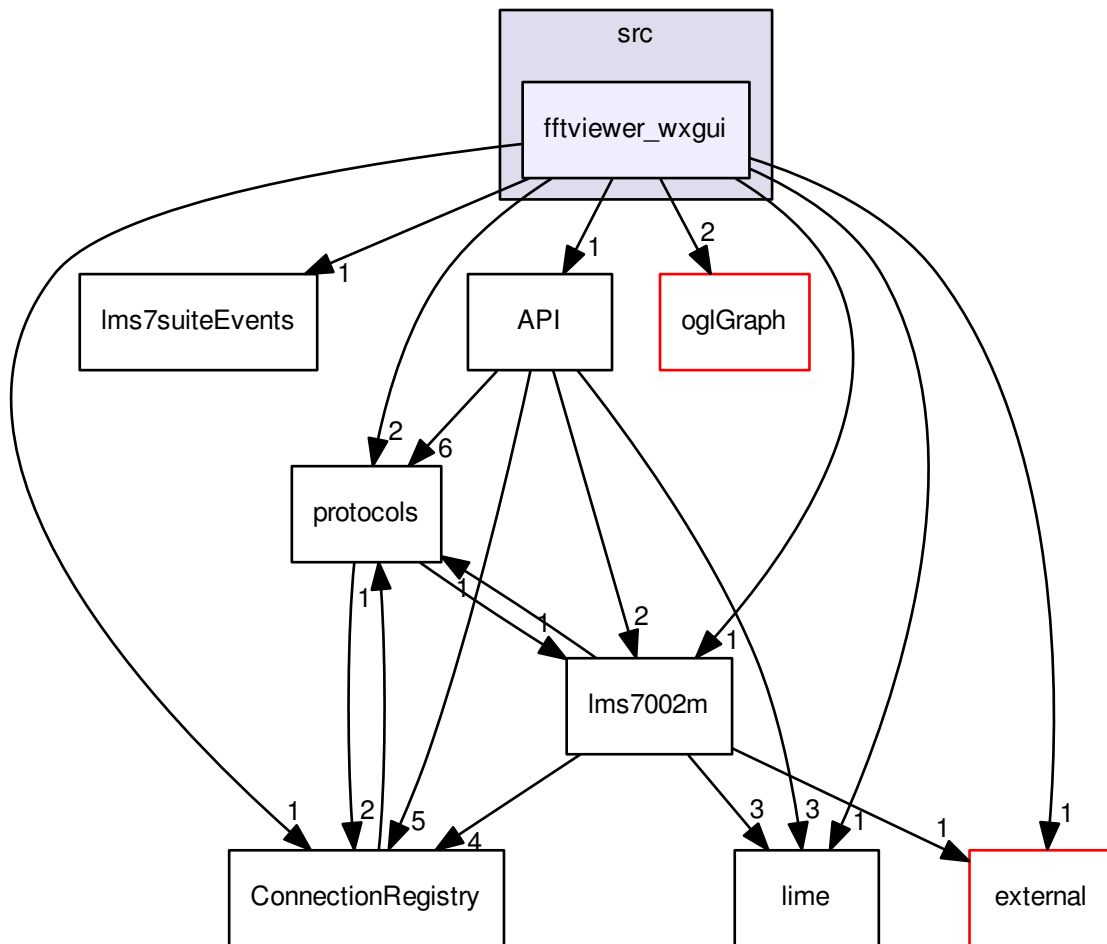 src
fftviewer_wxgui
2
1
lms7suiteEvents
1
API
oglGraph
2
6
protocols
1
1
1
2
1
lms7002m
1
2
5
4
3
3
1
1
1
ConnectionRegistry
lime
external